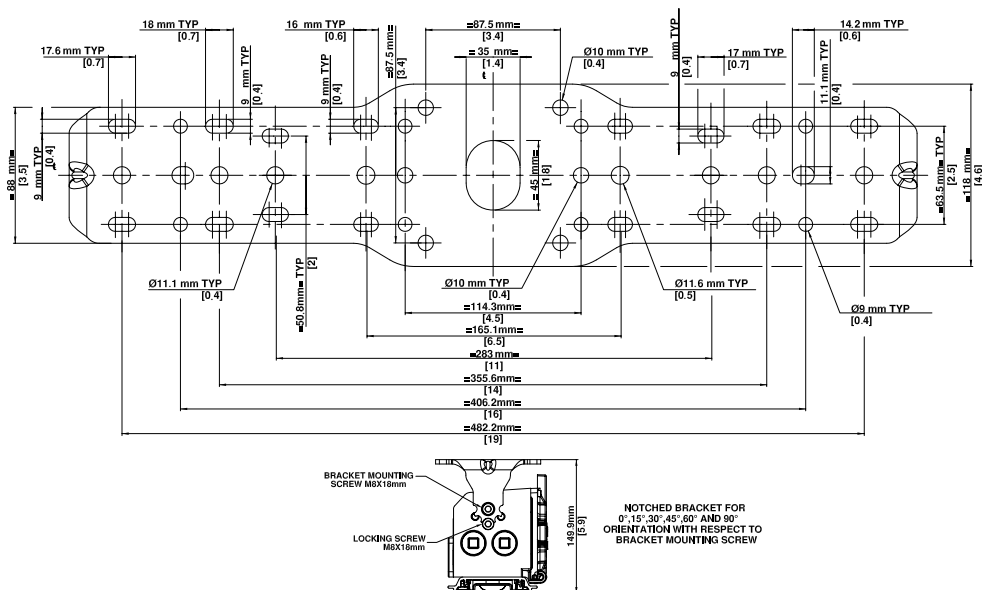 18 mm TYP
[0.7]
16 mm TYP
[0.6]
=87.5 mm=
[3.4]
14.2 mm TYP
[0.6]
17.6 mm TYP
[0.7]
9 mm TYP
[0.4]
9 mm TYP
[0.4]
=87.5 mm=
[3.4]
= 35 mm=
[1.4]
Ø10 mm TYP
[0.4]
9 mm TYP
[0.4]
17 mm TYP
[0.7]
11.1 mm TYP
[0.4]
=88 mm=
[3.5]
9 mm TYP
[0.4]
=45 mm=
[1.8]
=63.5mm=TYP
[2.5]
=118 mm=
[4.6]
Ø11.1 mm TYP
[0.4]
=50.8mm= TYP
[2]
Ø10 mm TYP
[0.4]
Ø11.6 mm TYP
[0.5]
Ø9 mm TYP
[0.4]
=114.3mm=
[4.5]
=165.1mm=
[6.5]
=283 mm=
[11]
=355.6mm=
[14]
=406.2mm=
[16]
=482.2mm=
[19]
BRACKET MOUNTING
SCREW M8X18mm
LOCKING SCREW
M8X18mm
149.9mm
[5.9]
NOTCHED BRACKET FOR
0°,15°,30°,45°,60° AND 90°
ORIENTATION WITH RESPECT TO
BRACKET MOUNTING SCREW